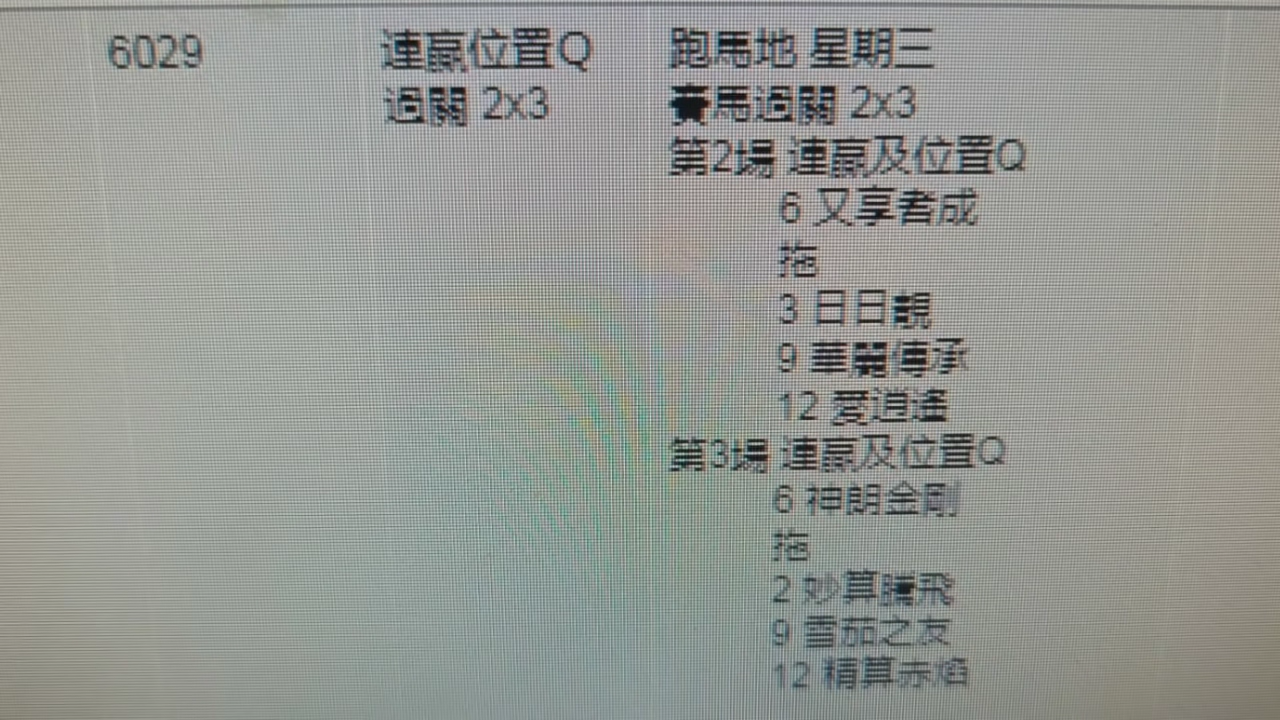 6029
連贏位置Q
過關 2x3
跑馬地 星期三
賽馬過關 2x3
第2場 連贏及位置Q
6 又享者成
拖
3 日日靚
9 華麗傳承
12 愛逍遙
第3場 連贏及位置Q
6 神朗金剛
拖
2 妙算騰飛
9 雪茄之友
12 精算赤焰